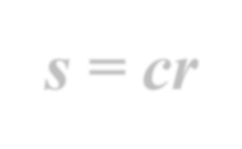 s = cr